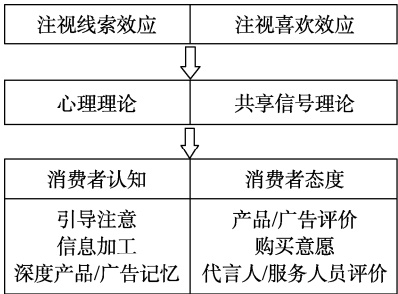 注视线索效应 注视喜欢效应
心理理论 共享信号理论
消费者认知 消费者态度
引导注意 产品/广告评价
信息加工 购买意愿
深度产品/广告记忆 代言人/服务人员评价